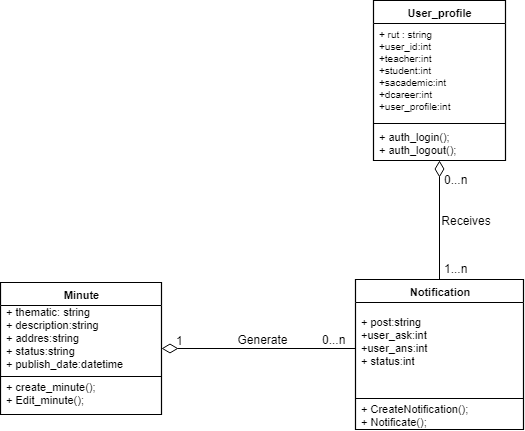 User_profile
+ rut : string
+user_id:int
+teacher:int
+student:int
+sacademic:int
+dcareer:int
+user_profile:int
+ auth_login();
+ auth_logout();
0...n
Receives
1...n
Minute
+ thematic: string
+ description:string
+ addres:string
+ status:string
+ publish_date:datetime
+ create_minute();
+ Edit_minute();
1
Generate
0...n
Notification
+ post:string
+user_ask:int
+user_ans:int
+ status:int
+ CreateNotification();
+ Notificate();